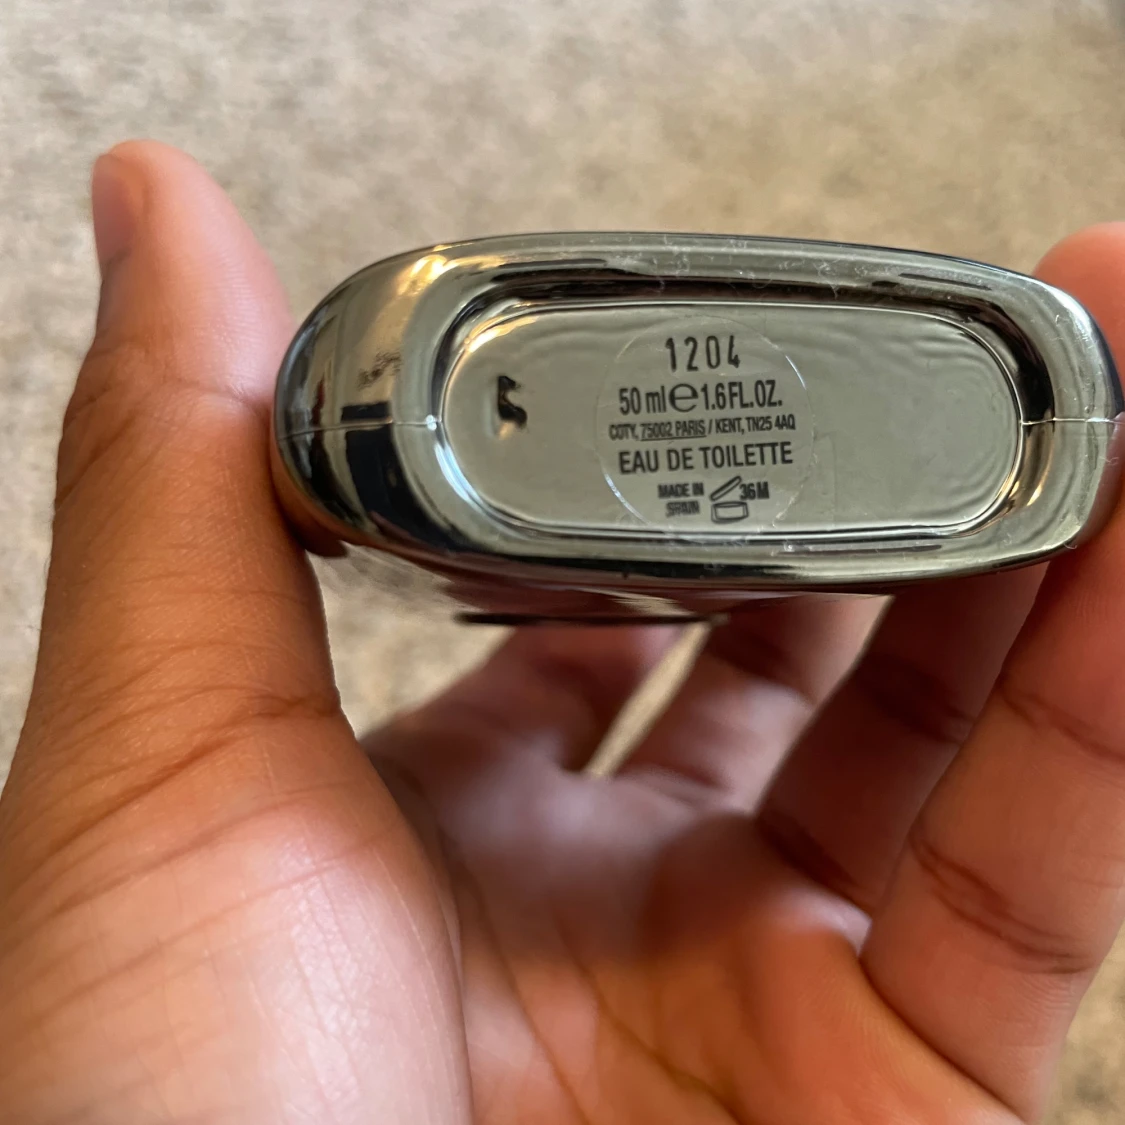 1204
50 ml e 1.6 FL.OZ.
COTY, 75002 PARIS / KENT, TN25 4AQ
EAU DE TOILETTE
MADE IN 36M
SPAIN